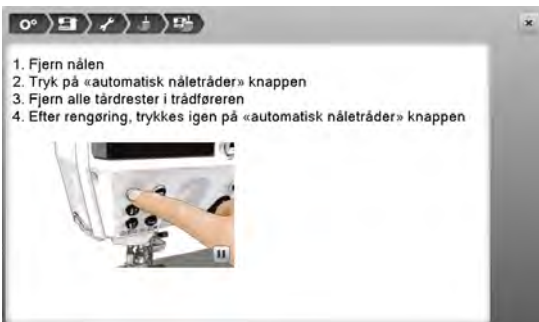 1. Fjern nålen
2. Tryk på «automatisk nåletråder» knappen
3. Fjern alle tårdrester i trådføreren
4. Efter rengøring, trykkes igen på «automatisk nåletråder» knappen